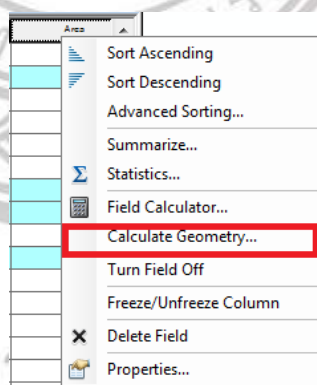 Area
Sort Ascending
Sort Descending
Advanced Sorting...
Summarize...
Statistics...
Field Calculator...
Calculate Geometry...
Turn Field Off
Freeze/Unfreeze Column
Delete Field
Properties...